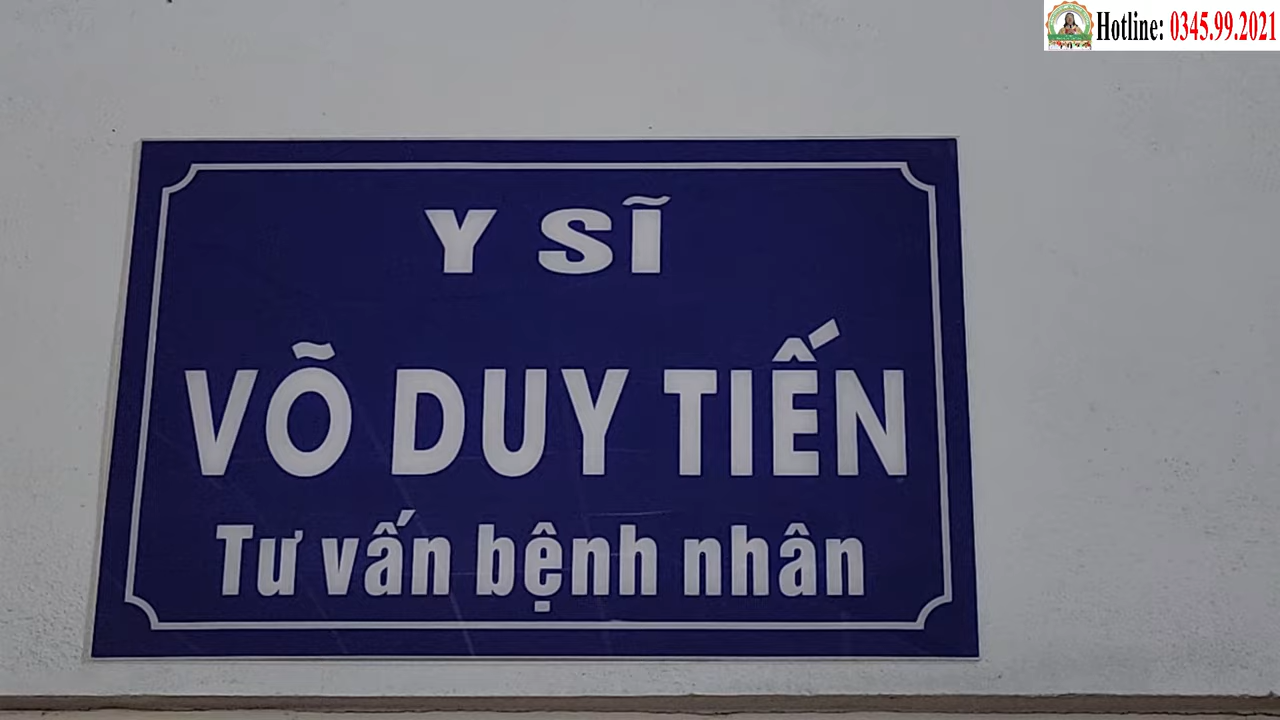 Hotline: 0345.99.2021
Y SĨ
VÕ DUY TIẾN
Tư vấn bệnh nhân